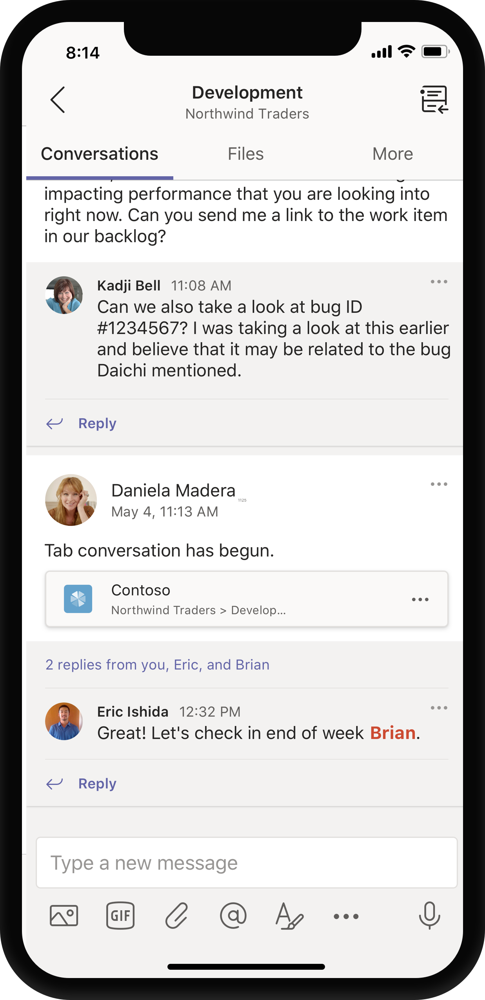 8:14
Development
Northwind Traders
Conversations Files More
impacting performance that you are looking into
right now. Can you send me a link to the work item
in our backlog?
Kadji Bell 11:08 AM
Can we also take a look at bug ID
#1234567? I was taking a look at this earlier
and believe that it may be related to the bug
Daichi mentioned.
Reply
Daniela Madera
1125
May 4, 11:13 AM
Tab conversation has begun.
Contoso
Northwind Traders > Develop...
2 replies from you, Eric, and Brian
Eric Ishida 12:32 PM
Great! Let's check in end of week Brian.
Reply
Type a new message
GIF